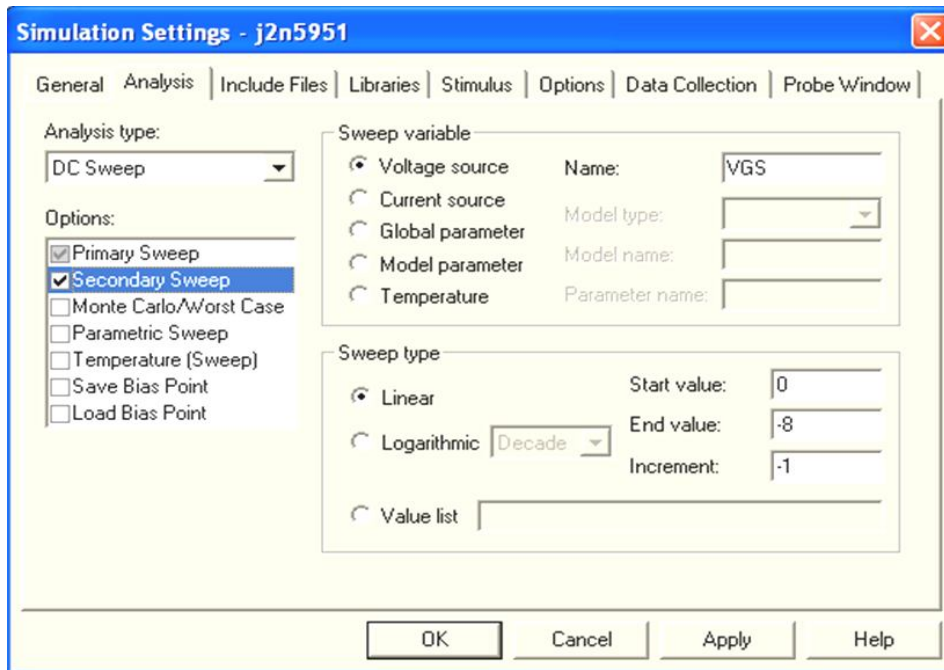 Simulation Settings - j2n5951
General Analysis Include Files Libraries Stimulus Options Data Collection Probe Window
Analysis type:
DC Sweep
Options:
Primary Sweep
Secondary Sweep
Monte Carlo/Worst Case
Parametric Sweep
Temperature (Sweep)
Save Bias Point
Load Bias Point
Sweep variable
Voltage source
Current source
Global parameter
Model parameter
Temperature
Name: VGS
Model type:
Model name:
Parameter name:
Sweep type
Linear
Logarithmic Decade
Value list
Start value: 0
End value: -8
Increment: -1
OK Cancel Apply Help